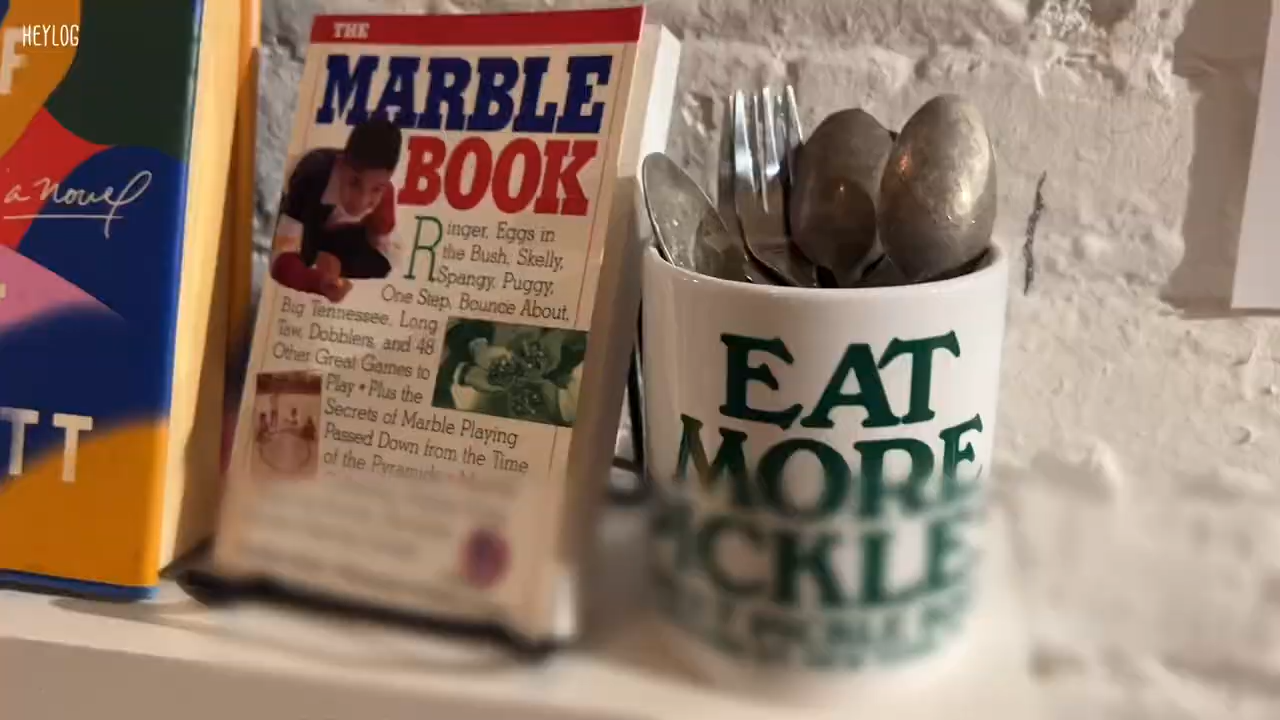 HEYLOG
F
a novel
TT
THE
MARBLE
BOOK
Ringer, Eggs in
the Bush, Skelly,
Spangy, Puggy,
One Step, Bounce About,
Big Tennessee, Long
Taw, Dobblers, and 48
Other Great Games to
Play • Plus the
Secrets of Marble Playing
Passed Down from the Time
of the Pyramids
EAT
MORE
ICKLE